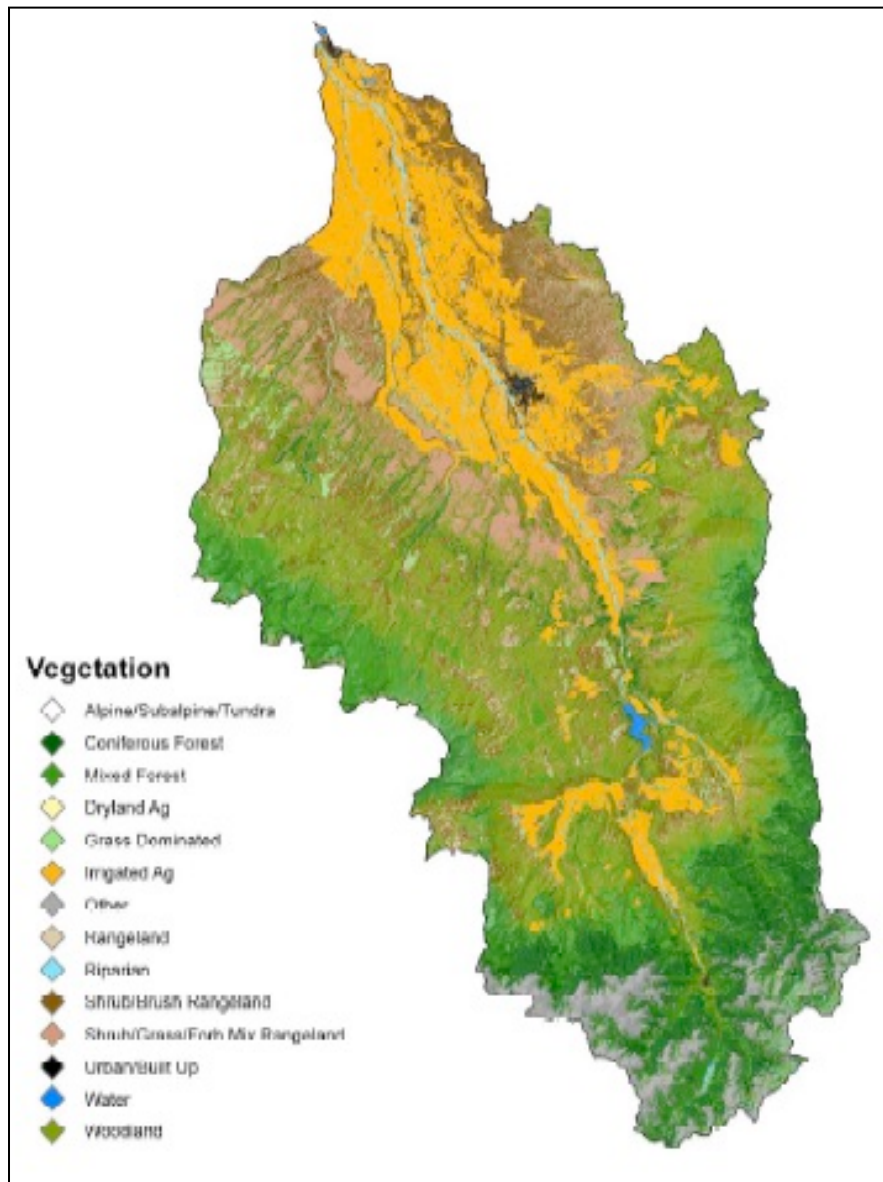 Vegetation
Alpine/Subalpine/Tundra
Coniferous Forest
Mixed Forest
Dryland Ag
Grass Dominated
Irrigated Ag
Other
Rangeland
Riparian
Shrub/Brush Rangeland
Shrub/Grass/Forb Mix Rangeland
Urban/Built Up
Water
Woodland